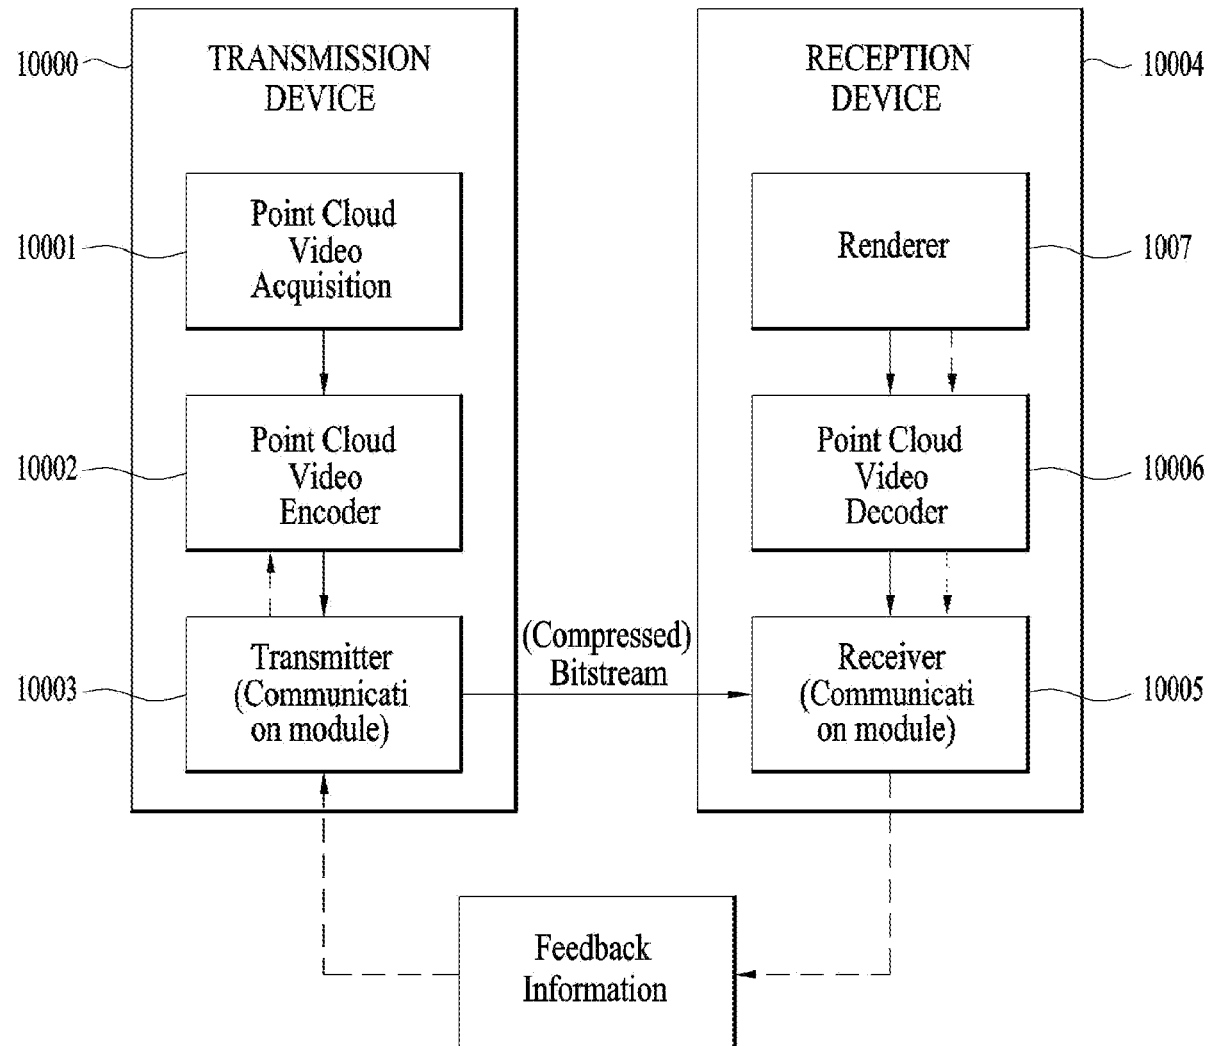 10000
TRANSMISSION
DEVICE
10001
Point Cloud
Video
Acquisition
10002
Point Cloud
Video
Encoder
10003
Transmitter
(Communicati
on module)
(Compressed)
Bitstream
RECEPTION
DEVICE
10004
Renderer
1007
Point Cloud
Video
Decoder
10006
Receiver
(Communicati
on module)
10005
Feedback
Information